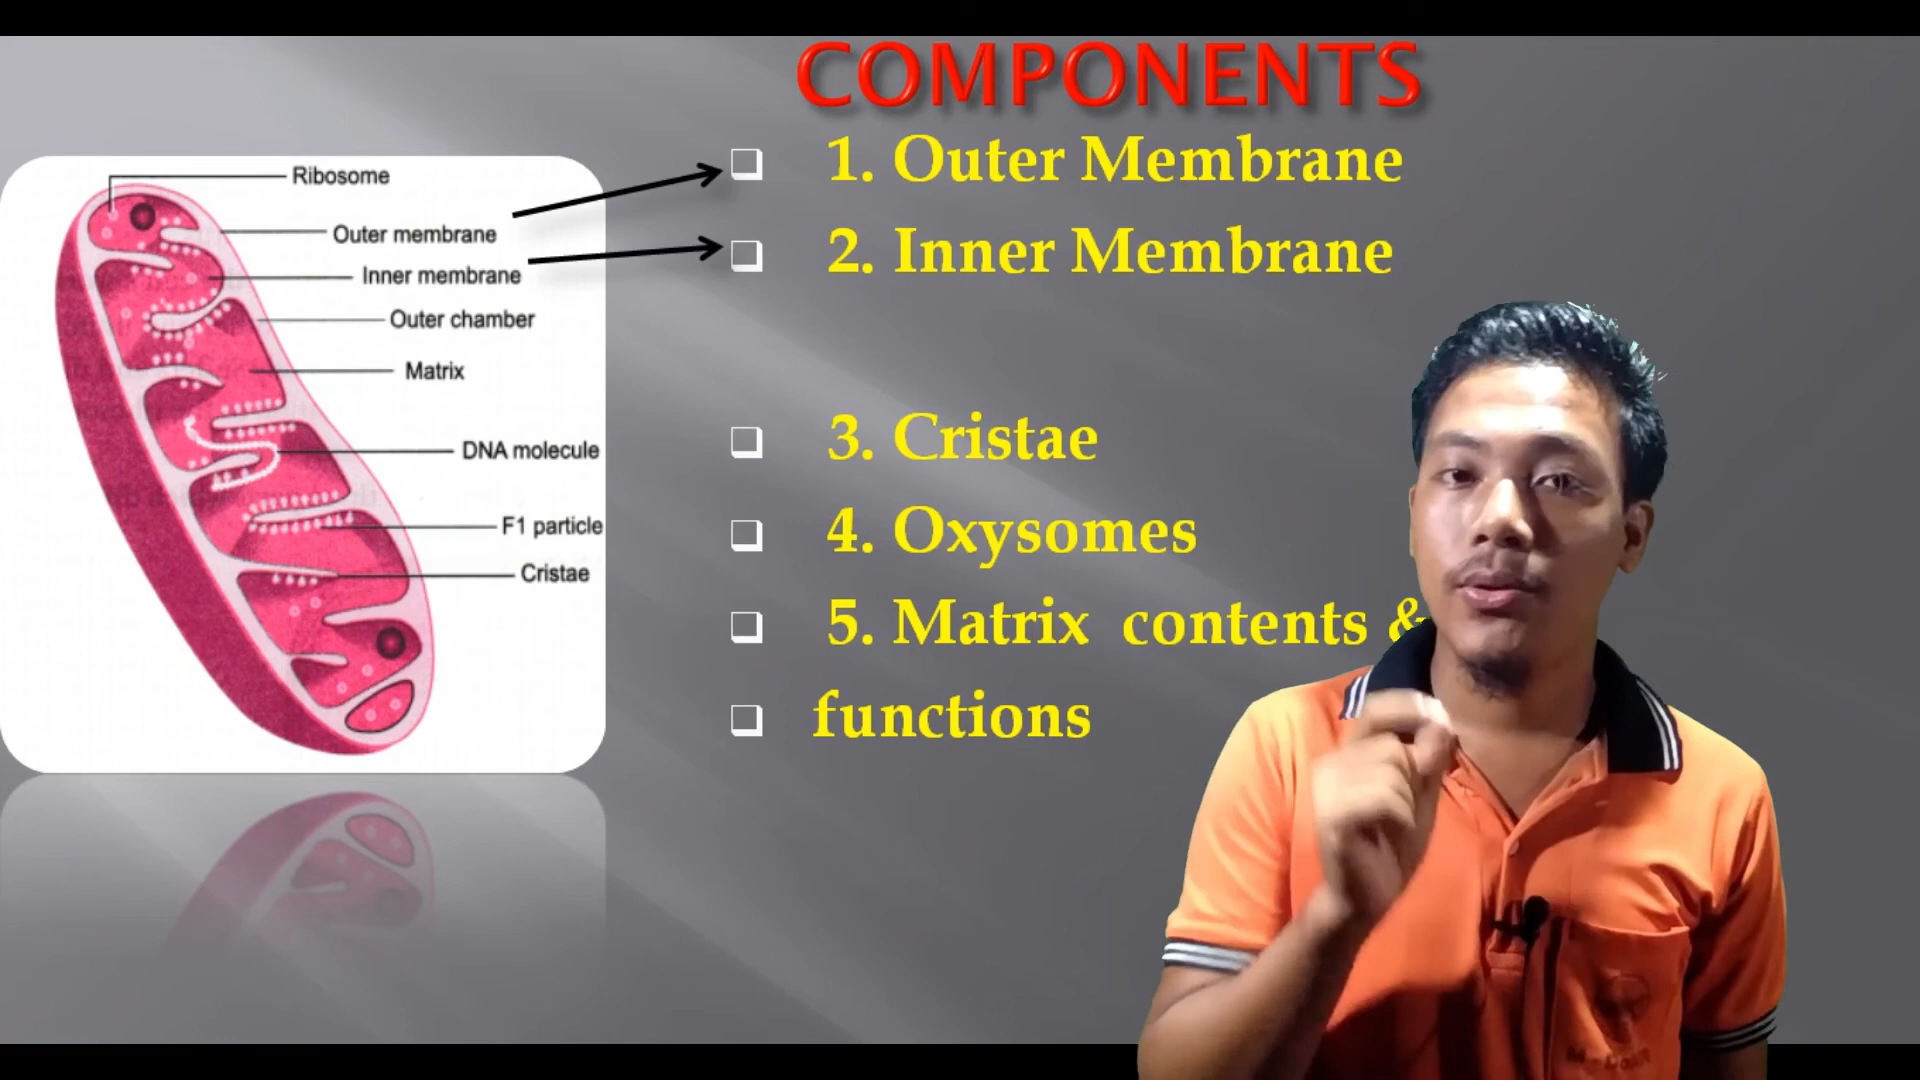 COMPONENTS
1. Outer Membrane
2. Inner Membrane
3. Cristae
4. Oxysomes
5. Matrix contents &
functions
Ribosome
Outer membrane
Inner membrane
Outer chamber
Matrix
DNA molecule
F1 particle
Cristae